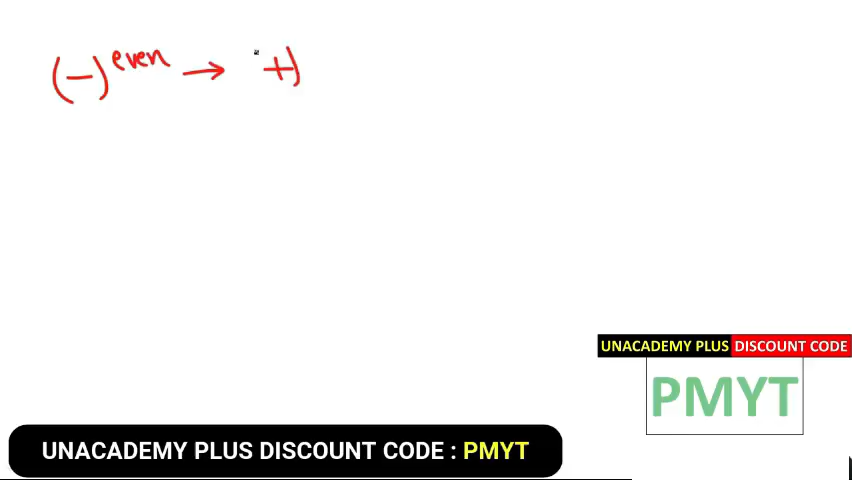 (-)^even → +)
UNACADEMY PLUS DISCOUNT CODE
PMYT
UNACADEMY PLUS DISCOUNT CODE : PMYT